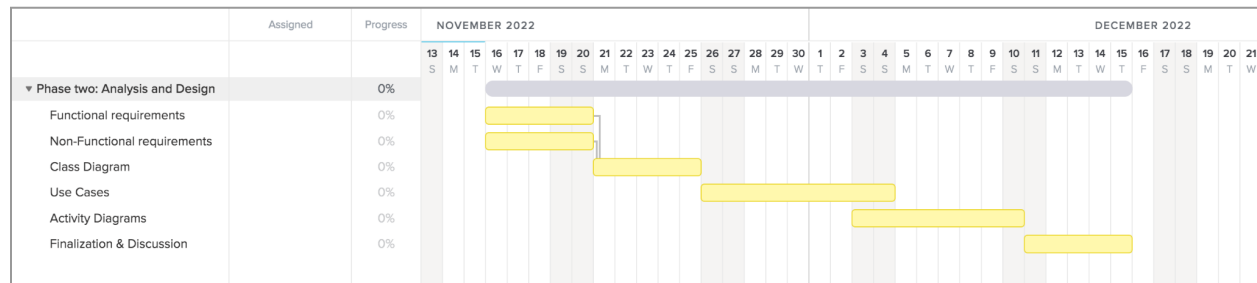 Assigned Progress NOVEMBER 2022 DECEMBER 2022
13 14 15 16 17 18 19 20 21 22 23 24 25 26 27 28 29 30 1 2 3 4 5 6 7 8 9 10 11 12 13 14 15 16 17 18 19 20 21
S M T W T F S S M T W T F S S M T W T F S S M T W T F S S M T W T F S S M T W
Phase two: Analysis and Design 0%
Functional requirements 0%
Non-Functional requirements 0%
Class Diagram 0%
Use Cases 0%
Activity Diagrams 0%
Finalization & Discussion 0%